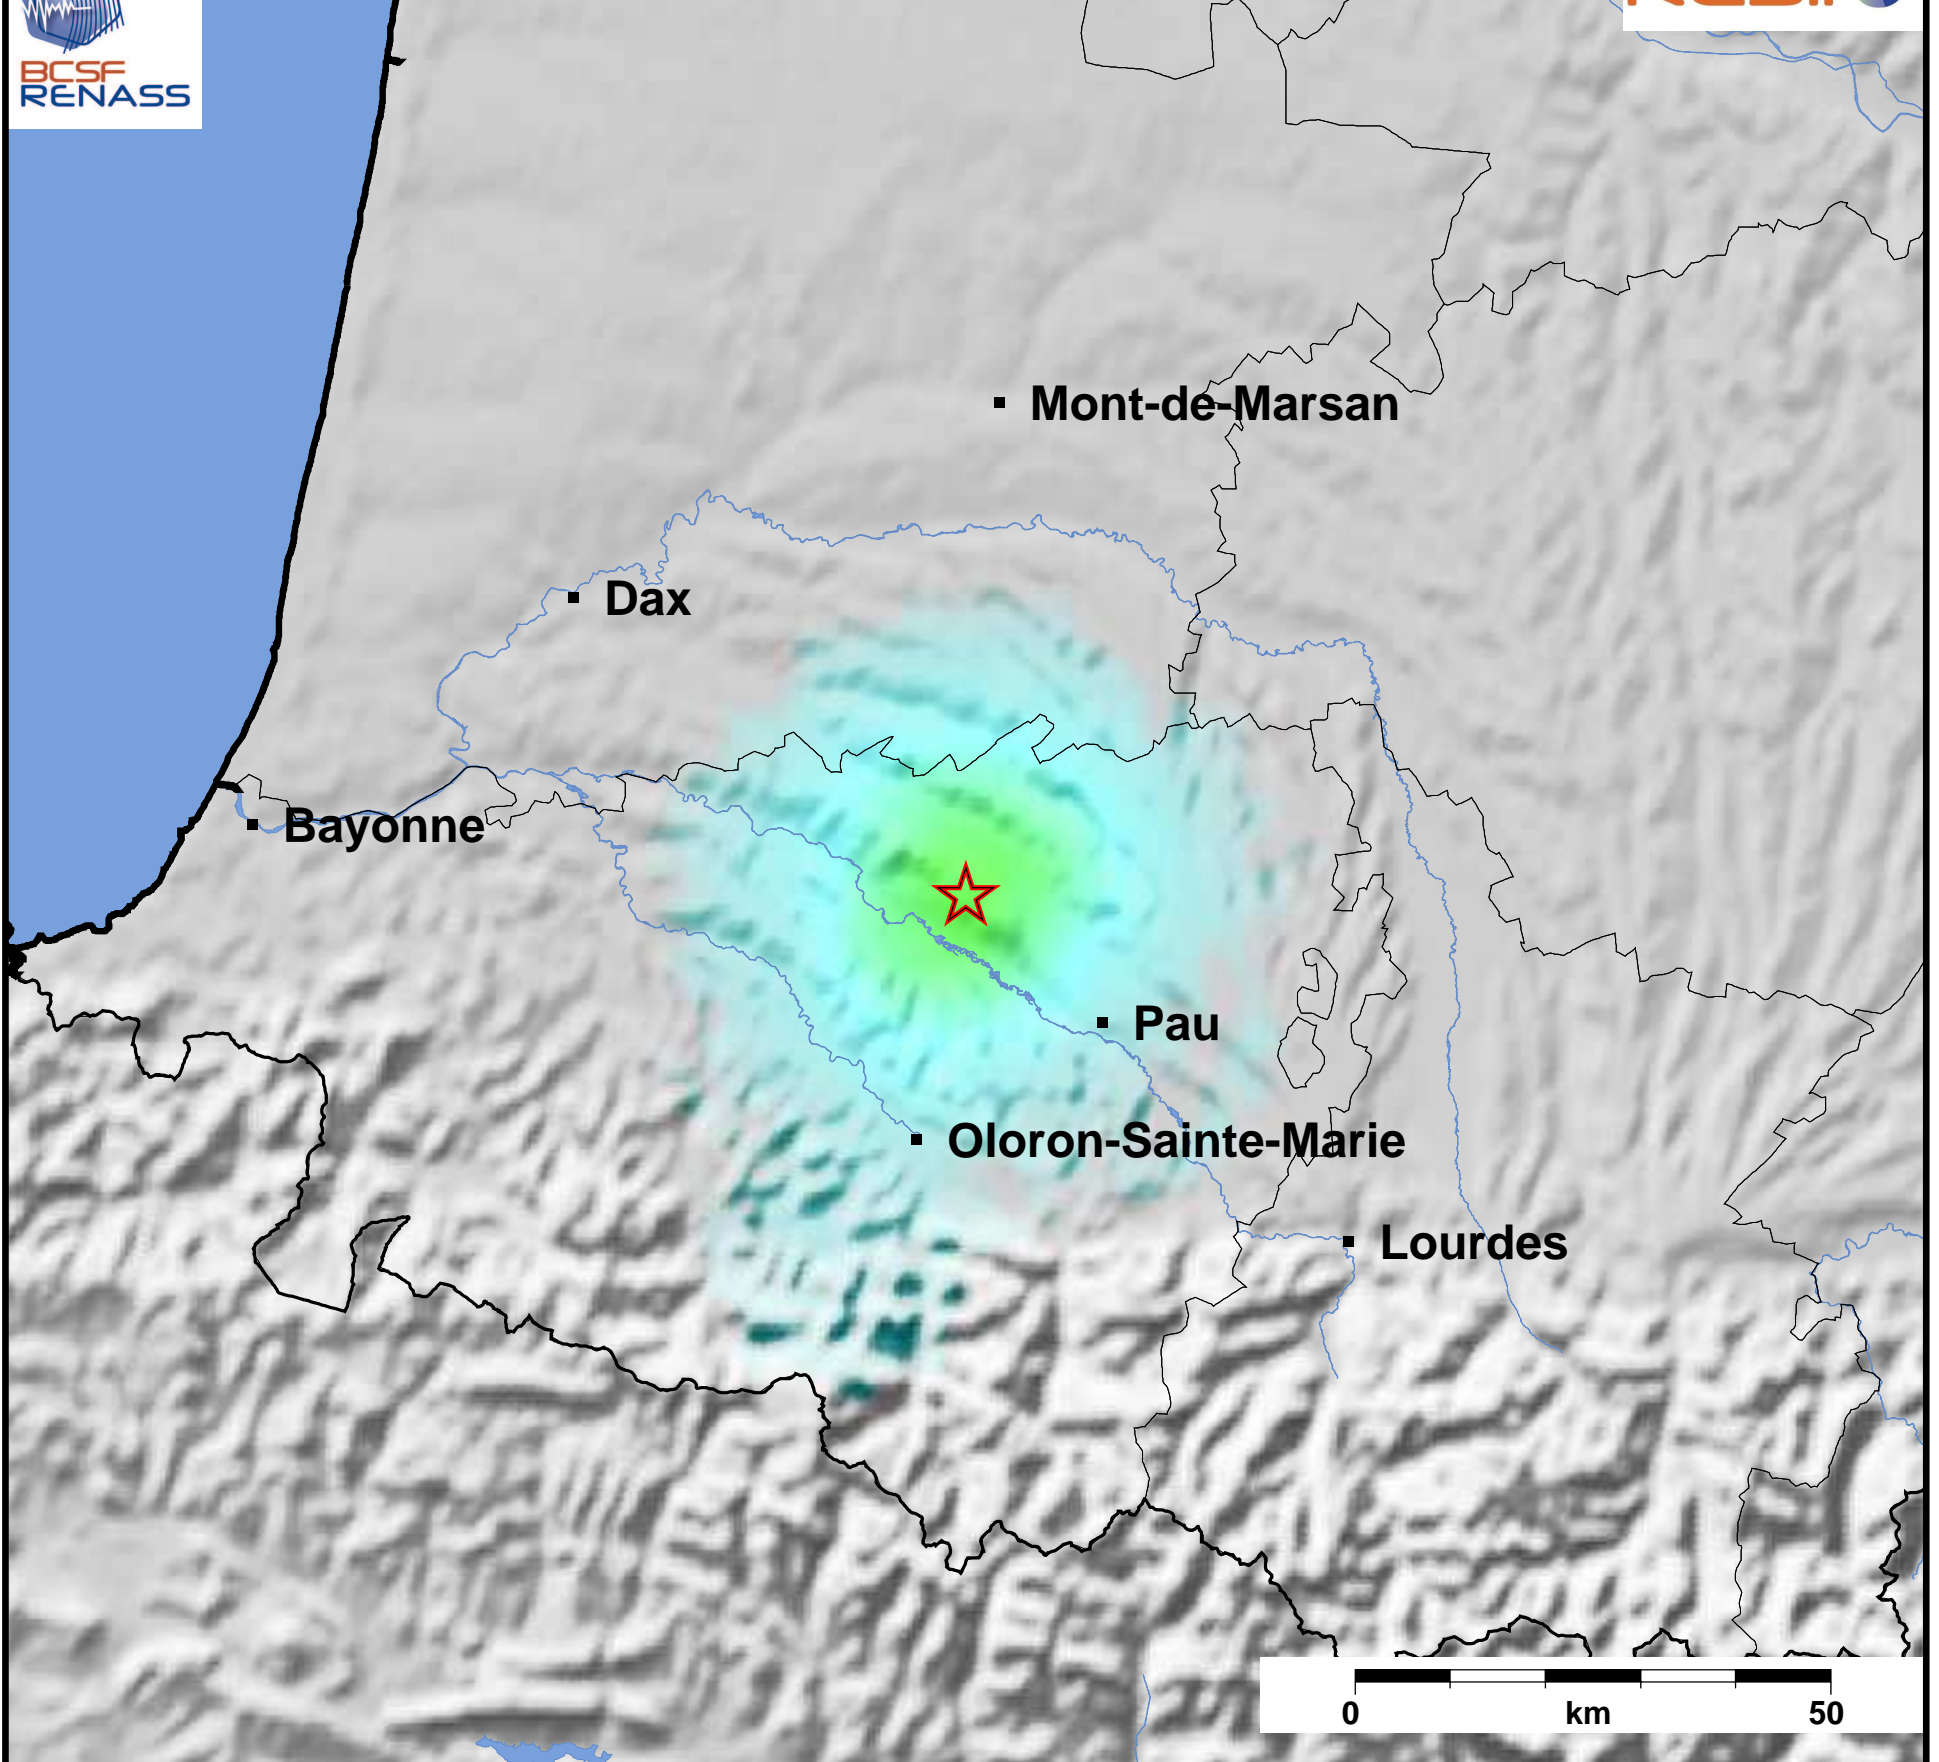 BCSF
RENASS
Mont-de-Marsan
Dax
Bayonne
Pau
Oloron-Sainte-Marie
Lourdes
0 km 50